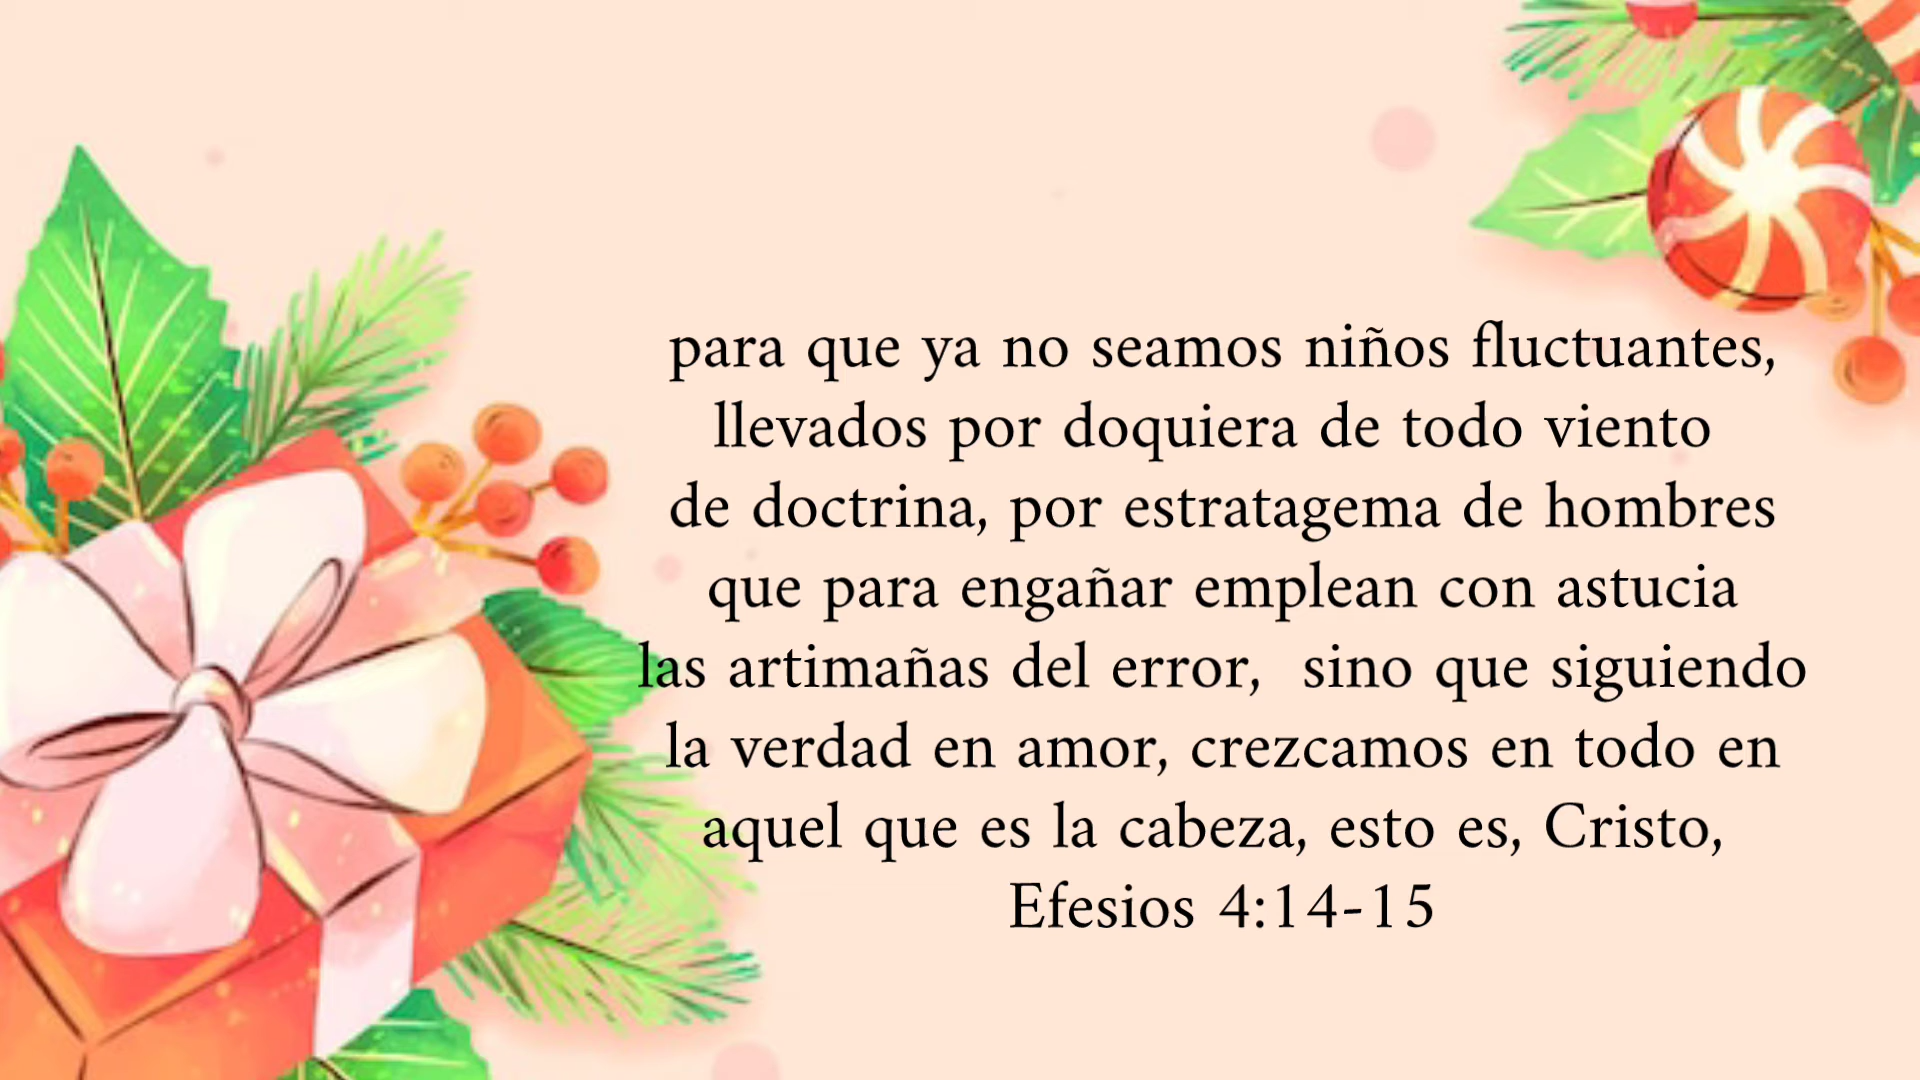 para que ya no seamos niños fluctuantes,
llevados por doquiera de todo viento
de doctrina, por estratagema de hombres
que para engañar emplean con astucia
las artimañas del error,  sino que siguiendo
la verdad en amor, crezcamos en todo en
aquel que es la cabeza, esto es, Cristo,
Efesios 4:14-15